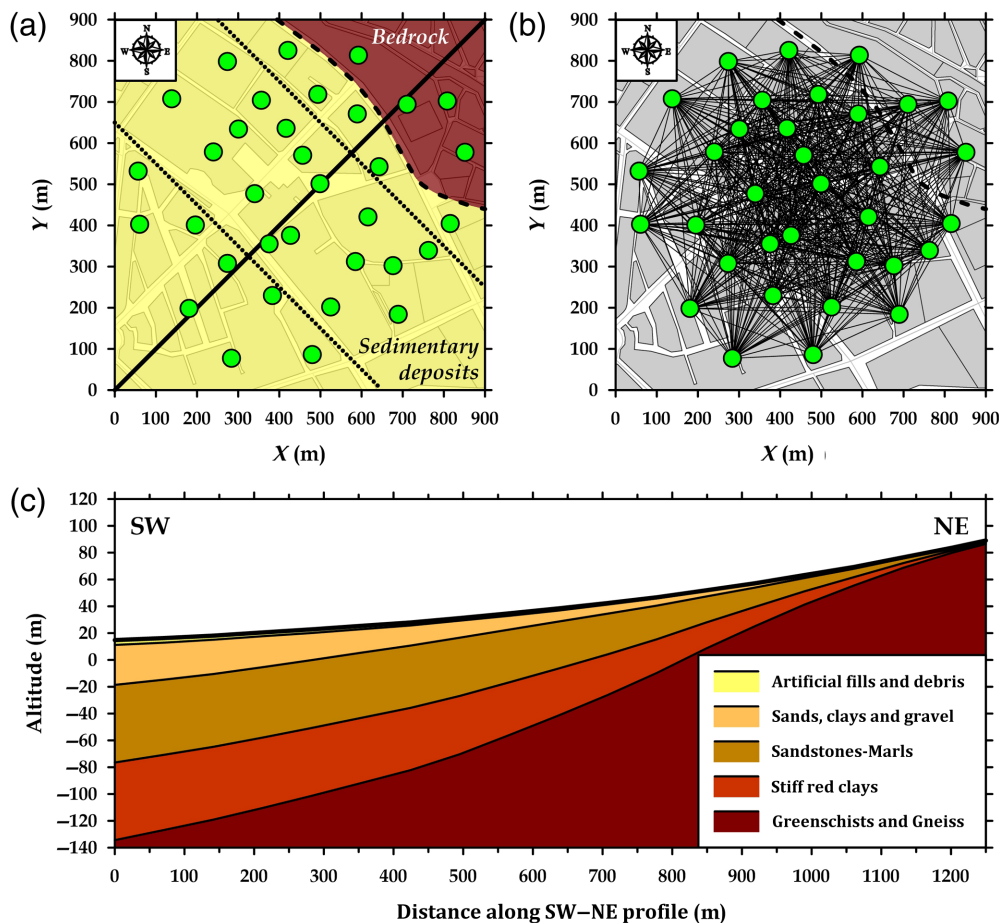 (a)
N
W E
S
Bedrock
Sedimentary
deposits
900
800
700
600
500
400
300
200
100
0
Y (m)
0 100 200 300 400 500 600 700 800 900
X (m)
(b)
N
W E
S
900
800
700
600
500
400
300
200
100
0
Y (m)
0 100 200 300 400 500 600 700 800 900
X (m)
(c)
SW
NE
120
100
80
60
40
20
0
−20
−40
−60
−80
−100
−120
−140
Altitude (m)
Artificial fills and debris
Sands, clays and gravel
Sandstones-Marls
Stiff red clays
Greenschists and Gneiss
0 100 200 300 400 500 600 700 800 900 1000 1100 1200
Distance along SW−NE profile (m)